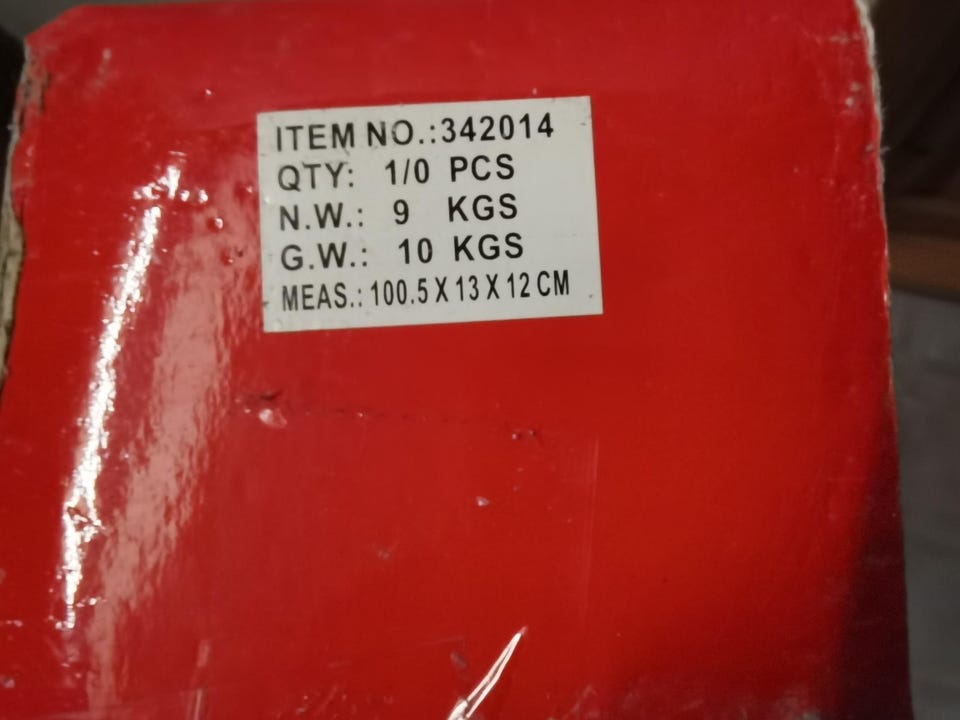 ITEM NO.:342014
QTY: 1/0 PCS
N.W.: 9 KGS
G.W.: 10 KGS
MEAS.: 100.5 X 13 X 12 CM